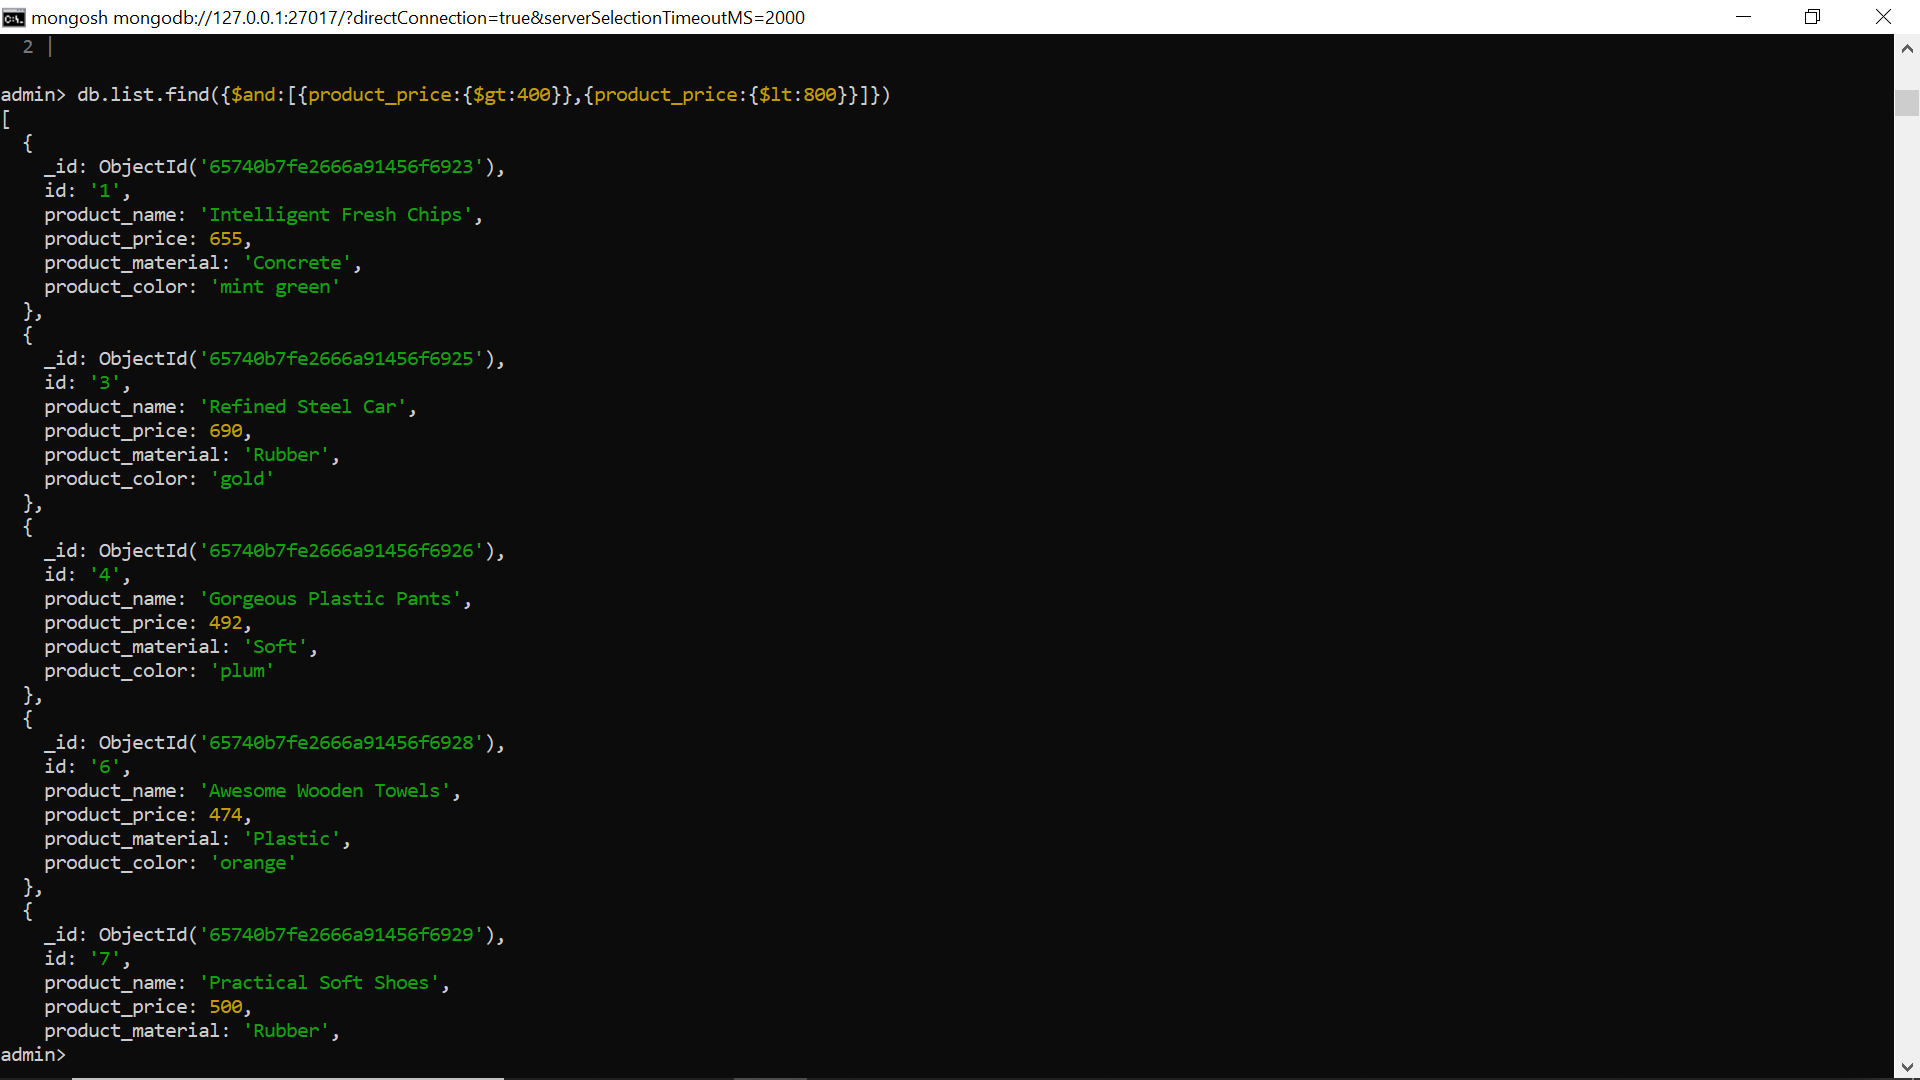 mongosh mongodb://127.0.0.1:27017/?directConnection=true&serverSelectionTimeoutMS=2000
2 |
admin> db.list.find({$and:[{product_price:{$gt:400}},{product_price:{$lt:800}}]})
[
  {
    _id: ObjectId('65740b7fe2666a91456f6923'),
    id: '1',
    product_name: 'Intelligent Fresh Chips',
    product_price: 655,
    product_material: 'Concrete',
    product_color: 'mint green'
  },
  {
    _id: ObjectId('65740b7fe2666a91456f6925'),
    id: '3',
    product_name: 'Refined Steel Car',
    product_price: 690,
    product_material: 'Rubber',
    product_color: 'gold'
  },
  {
    _id: ObjectId('65740b7fe2666a91456f6926'),
    id: '4',
    product_name: 'Gorgeous Plastic Pants',
    product_price: 492,
    product_material: 'Soft',
    product_color: 'plum'
  },
  {
    _id: ObjectId('65740b7fe2666a91456f6928'),
    id: '6',
    product_name: 'Awesome Wooden Towels',
    product_price: 474,
    product_material: 'Plastic',
    product_color: 'orange'
  },
  {
    _id: ObjectId('65740b7fe2666a91456f6929'),
    id: '7',
    product_name: 'Practical Soft Shoes',
    product_price: 500,
    product_material: 'Rubber',
admin>